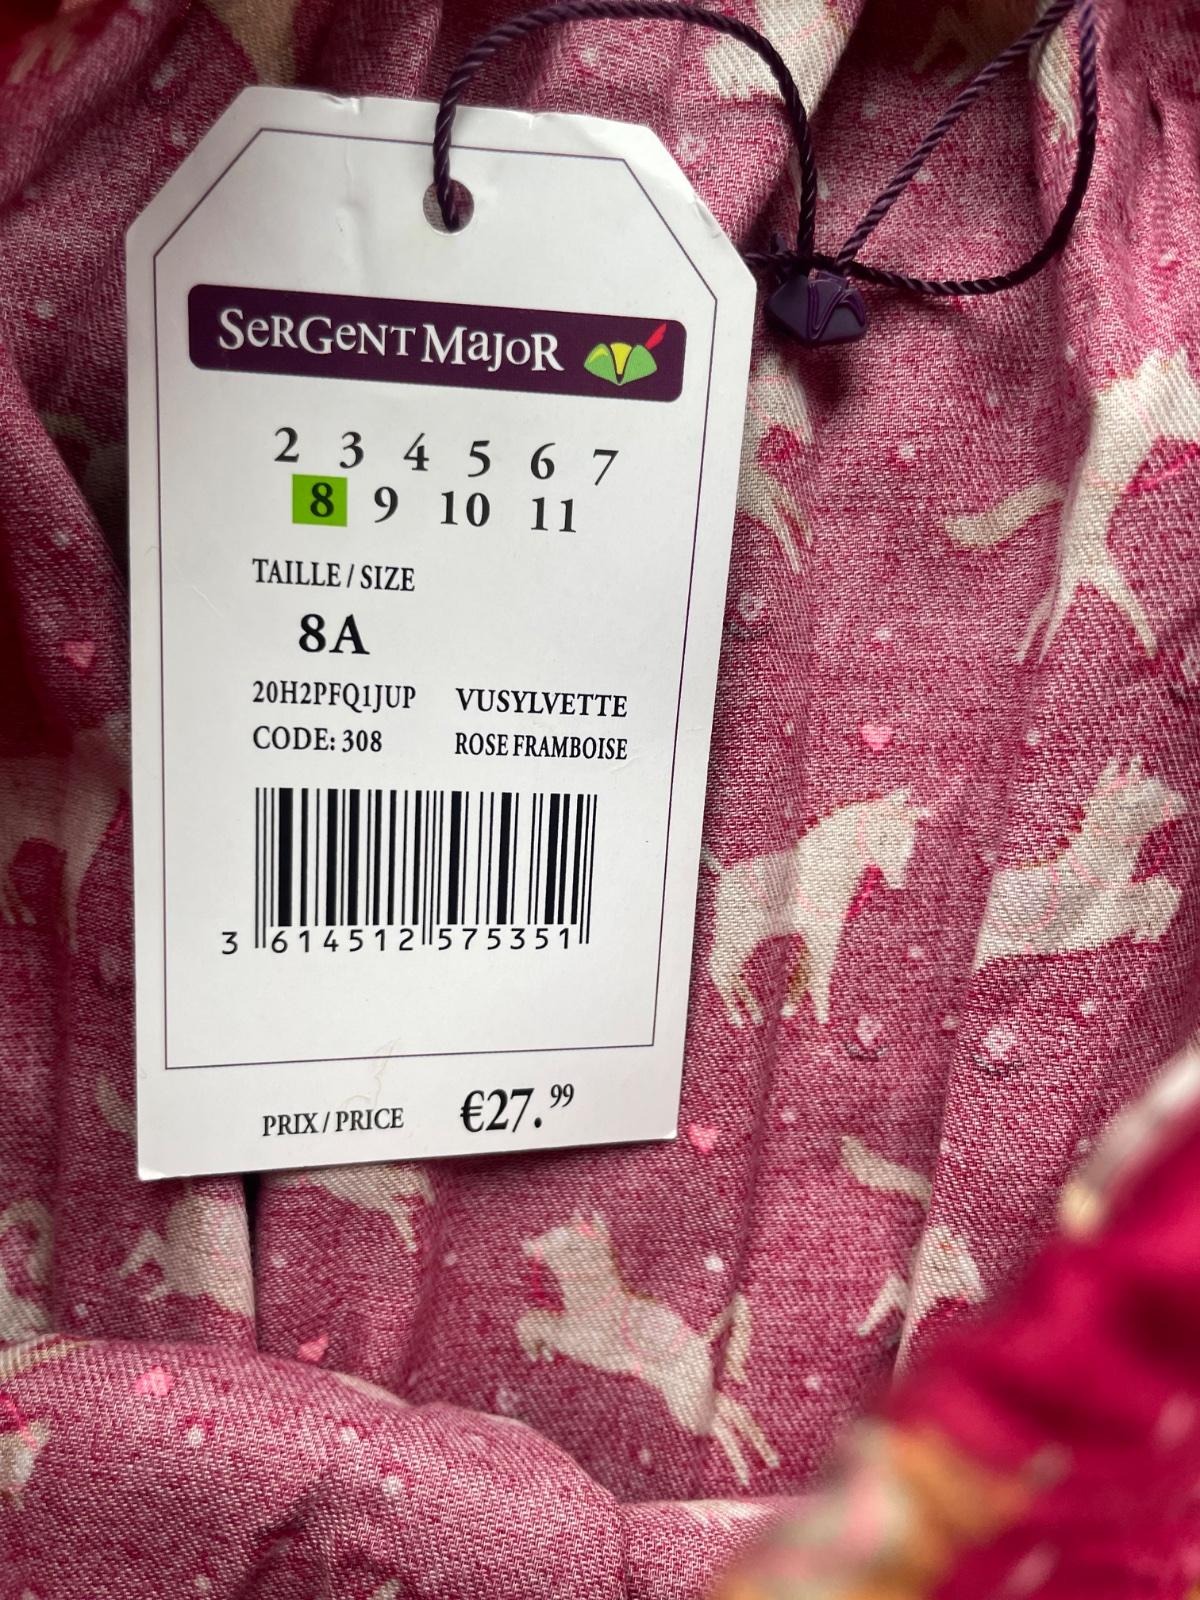 SeRGeNT MajoR
2 3 4 5 6 7
8 9 10 11
TAILLE / SIZE
8A
20H2PFQ1JUP VUSYLVETTE
CODE: 308 ROSE FRAMBOISE
3 614512 575351
PRIX / PRICE €27.99